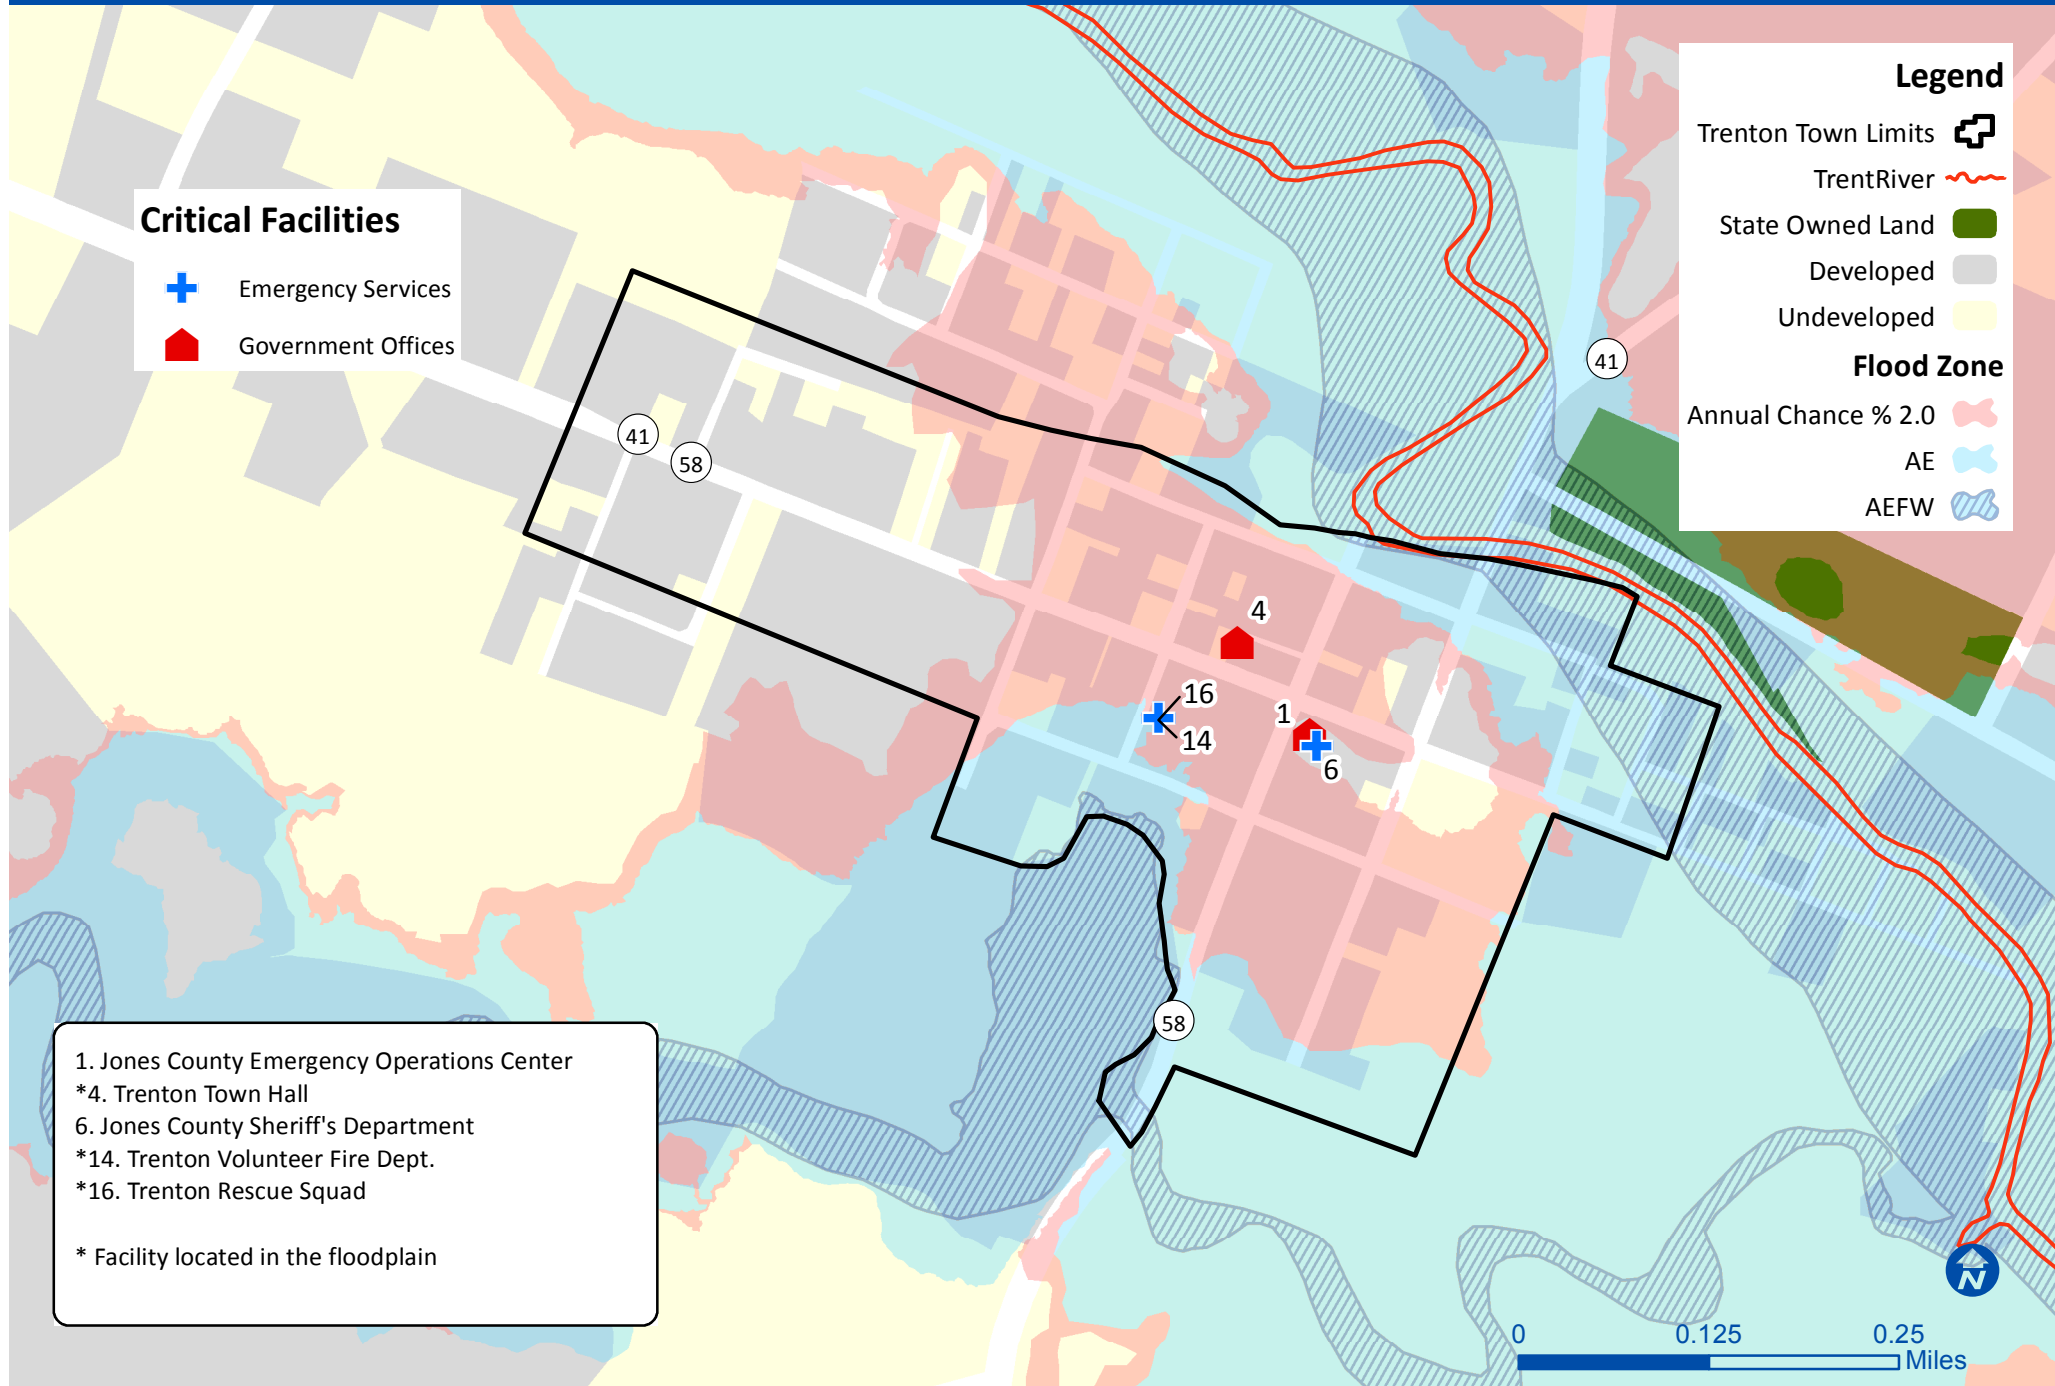 Legend
Trenton Town Limits
TrentRiver
State Owned Land
Developed
Undeveloped
Flood Zone
Annual Chance % 2.0
AE
AEFW
Critical Facilities
Emergency Services
Government Offices
41
41
58
4
16
1
14
6
58
1. Jones County Emergency Operations Center
*4. Trenton Town Hall
6. Jones County Sheriff's Department
*14. Trenton Volunteer Fire Dept.
*16. Trenton Rescue Squad
* Facility located in the floodplain
N
0 0.125 0.25
Miles